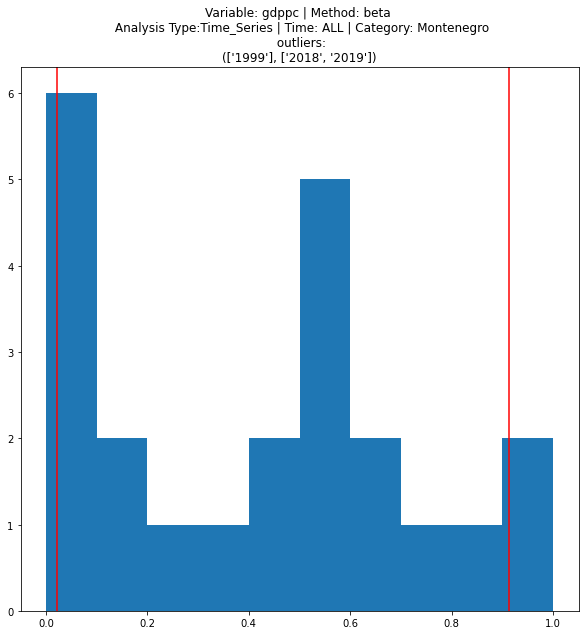 Variable: gdppc | Method: beta
Analysis Type:Time_Series | Time: ALL | Category: Montenegro
outliers:
(['1999'], ['2018', '2019'])
6
5
4
3
2
1
0
0.0 0.2 0.4 0.6 0.8 1.0